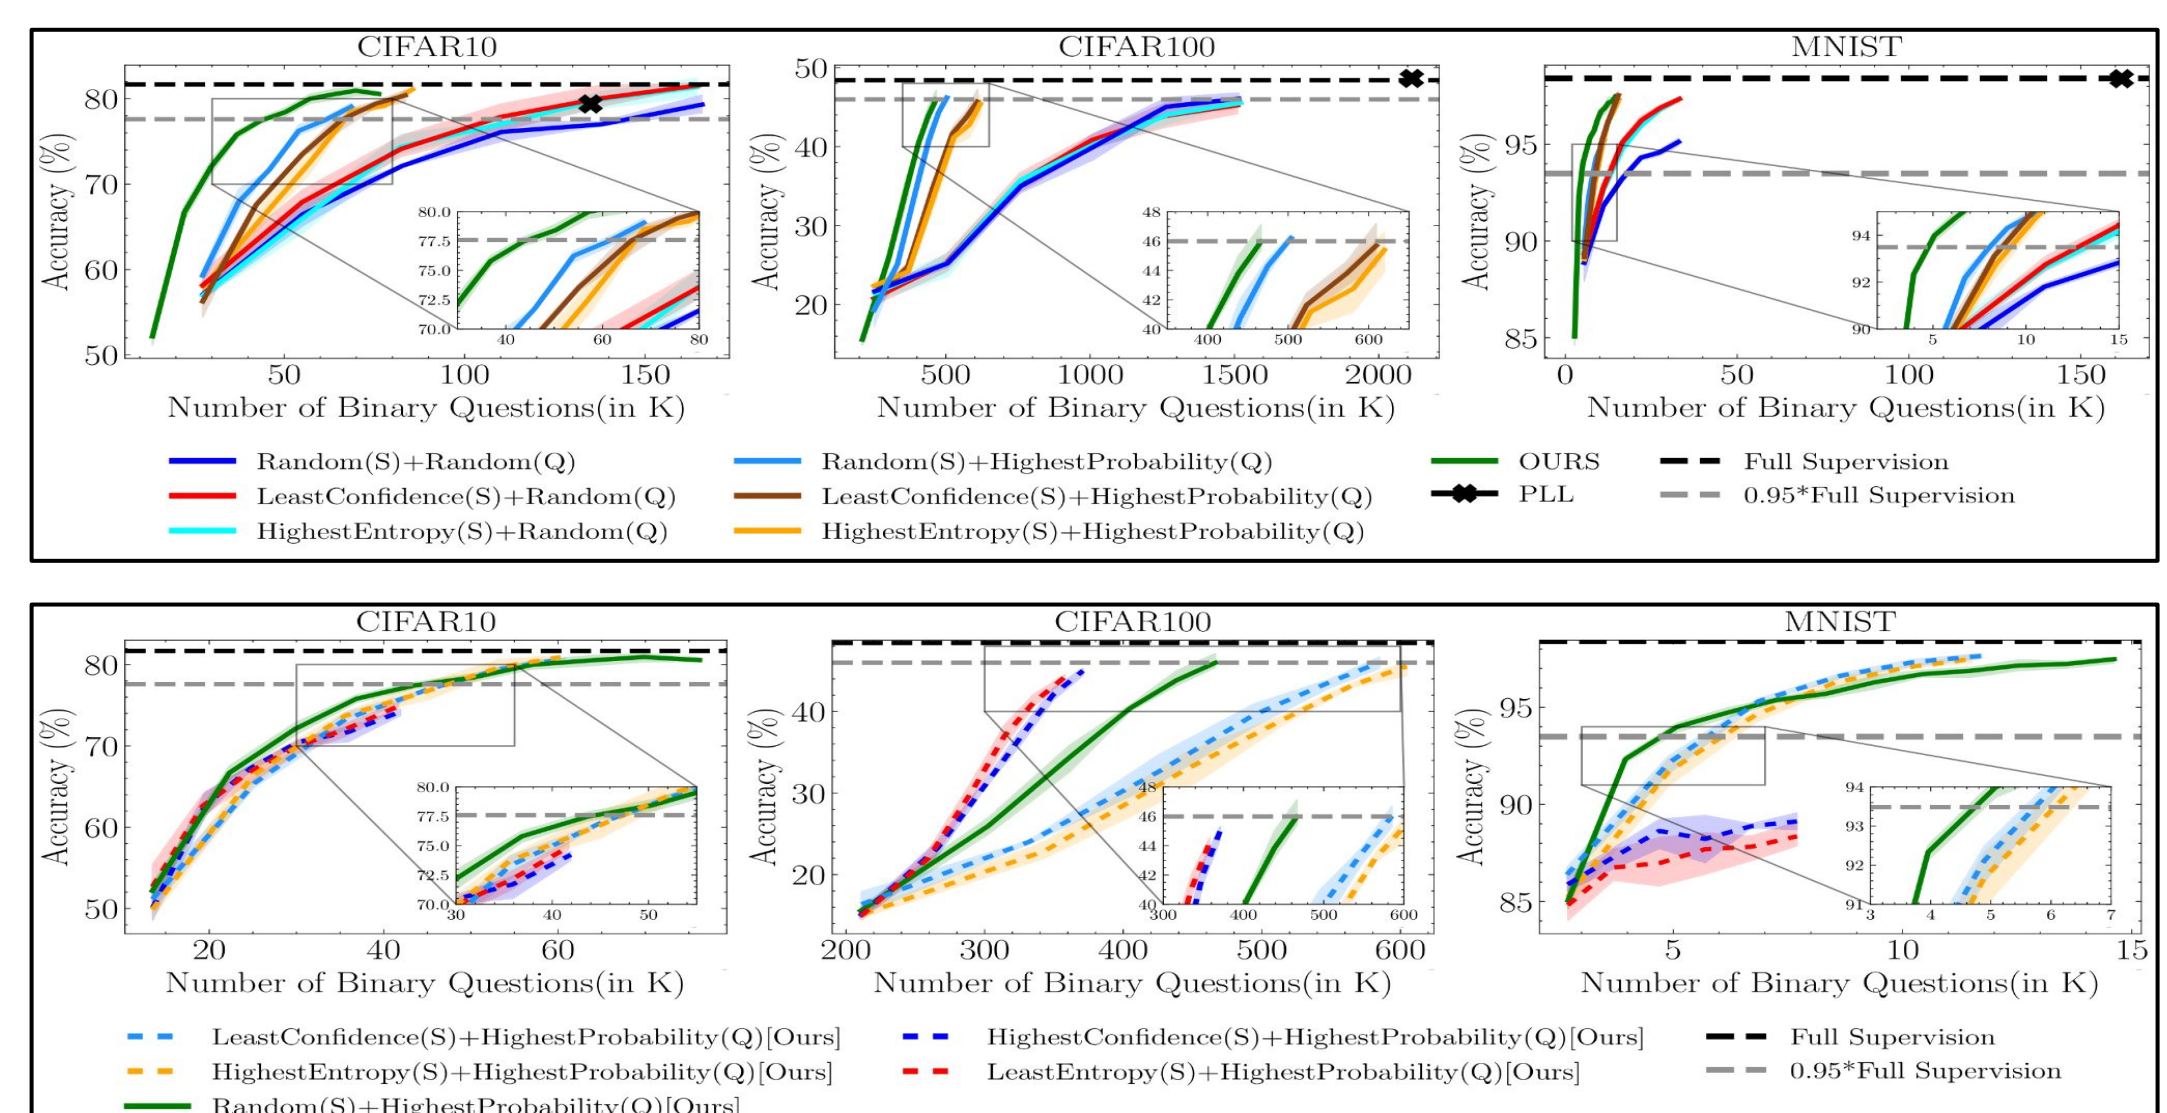 CIFAR10 CIFAR100 MNIST
Accuracy (%) Accuracy (%) Accuracy (%)
80 70 60 50
50 100 150
80.0 77.5 75.0 72.5 70.0
40 60 80
50 40 30 20
500 1000 1500 2000
48 46 44 42 40
400 500 600
95 90 85
0 50 100 150
94 92 90
5 10 15
Number of Binary Questions(in K) Number of Binary Questions(in K) Number of Binary Questions(in K)
Random(S)+Random(Q) Random(S)+HighestProbability(Q) OURS Full Supervision
LeastConfidence(S)+Random(Q) LeastConfidence(S)+HighestProbability(Q) PLL 0.95*Full Supervision
HighestEntropy(S)+Random(Q) HighestEntropy(S)+HighestProbability(Q)
CIFAR10 CIFAR100 MNIST
Accuracy (%) Accuracy (%) Accuracy (%)
80 70 60 50
20 40 60
80.0 77.5 75.0 72.5 70.0
30 40 50
40 30 20
200 300 400 500 600
48 46 44 42 40
300 400 500 600
95 90 85
5 10 15
94 93 92 91
3 4 5 6 7
Number of Binary Questions(in K) Number of Binary Questions(in K) Number of Binary Questions(in K)
LeastConfidence(S)+HighestProbability(Q)[Ours] HighestConfidence(S)+HighestProbability(Q)[Ours] Full Supervision
HighestEntropy(S)+HighestProbability(Q)[Ours] LeastEntropy(S)+HighestProbability(Q)[Ours] 0.95*Full Supervision
Random(S)+HighestProbability(Q)[Ours]